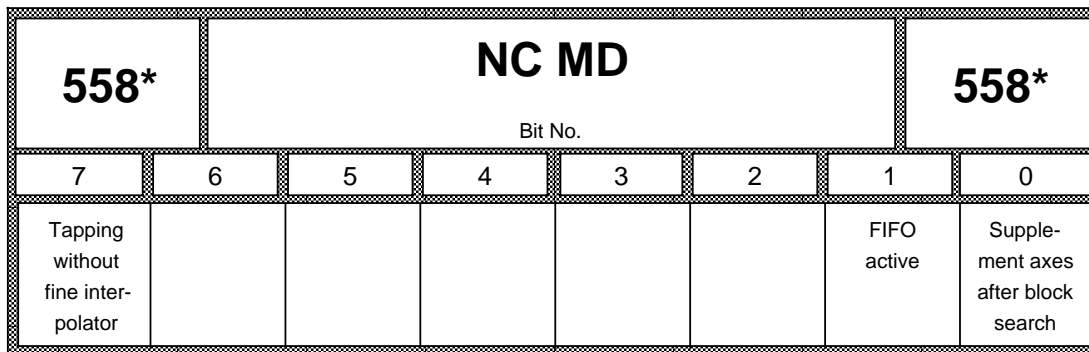 558* NC MD 558*
Bit No.
7 6 5 4 3 2 1 0
Tapping
without
fine inter-
polator
FIFO
active
Supple-
ment axes
after block
search